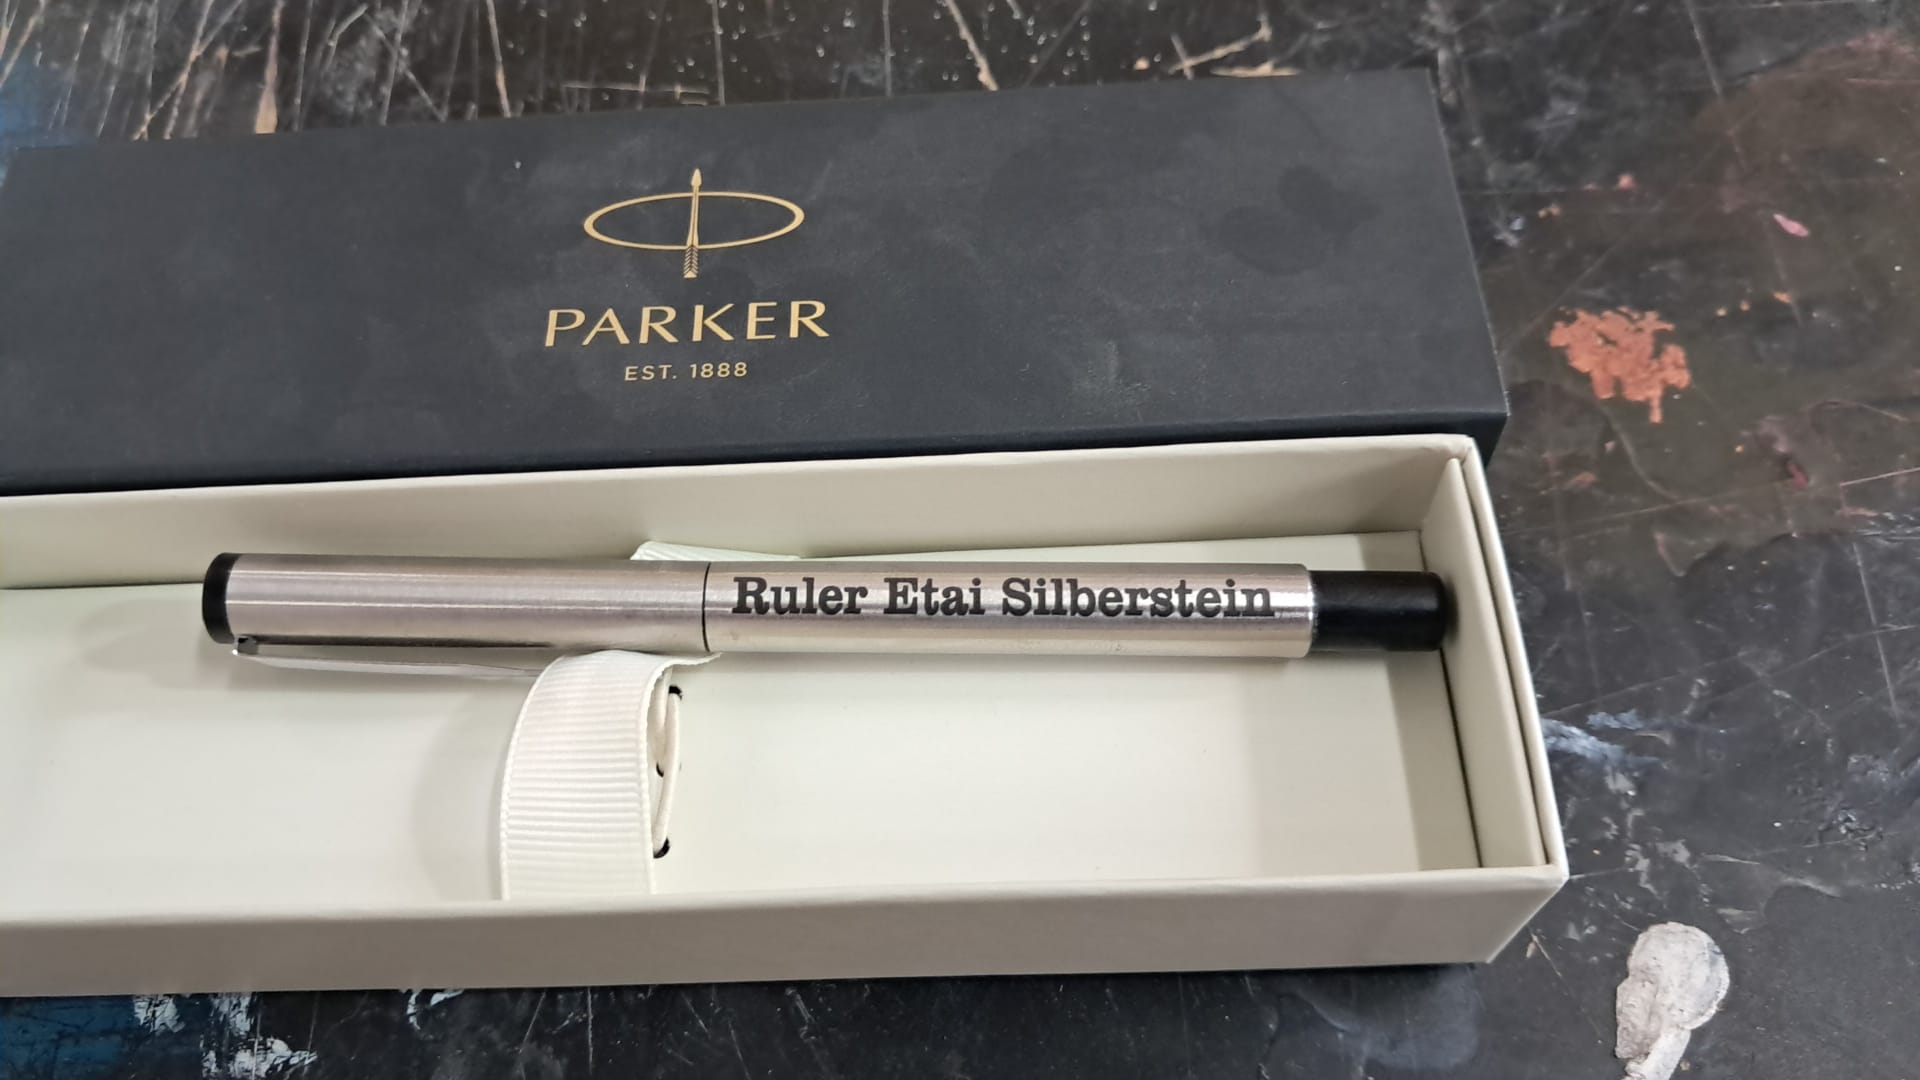 PARKER
EST. 1888
Ruler Etai Silberstein